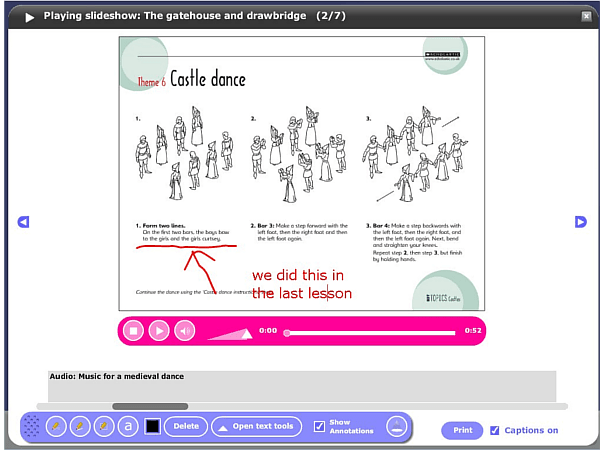 Playing slideshow: The gatehouse and drawbridge (2/7)
SCHOLASTIC
www.scholastic.co.uk
Theme 6 Castle dance
1.
2.
3.
1. Form two lines.
On the first two bars, the boys bow
to the girls and the girls curtsey.
2. Bar 3: Make a step forward with the
left foot, then the right foot and then
the left foot again.
3. Bar 4: Make a step backwards with
the left foot, then the right foot, and
then the left foot again. Next, bend
and straighten your knees.
Repeat step 2, then step 3, but finish
by holding hands.
we did this in
the last lesson
Continue the dance using the 'Castle dance instruction
TOPICS Castles
0:00
0:52
Audio: Music for a medieval dance
a
Delete
Open text tools
Show
Annotations
Print
Captions on